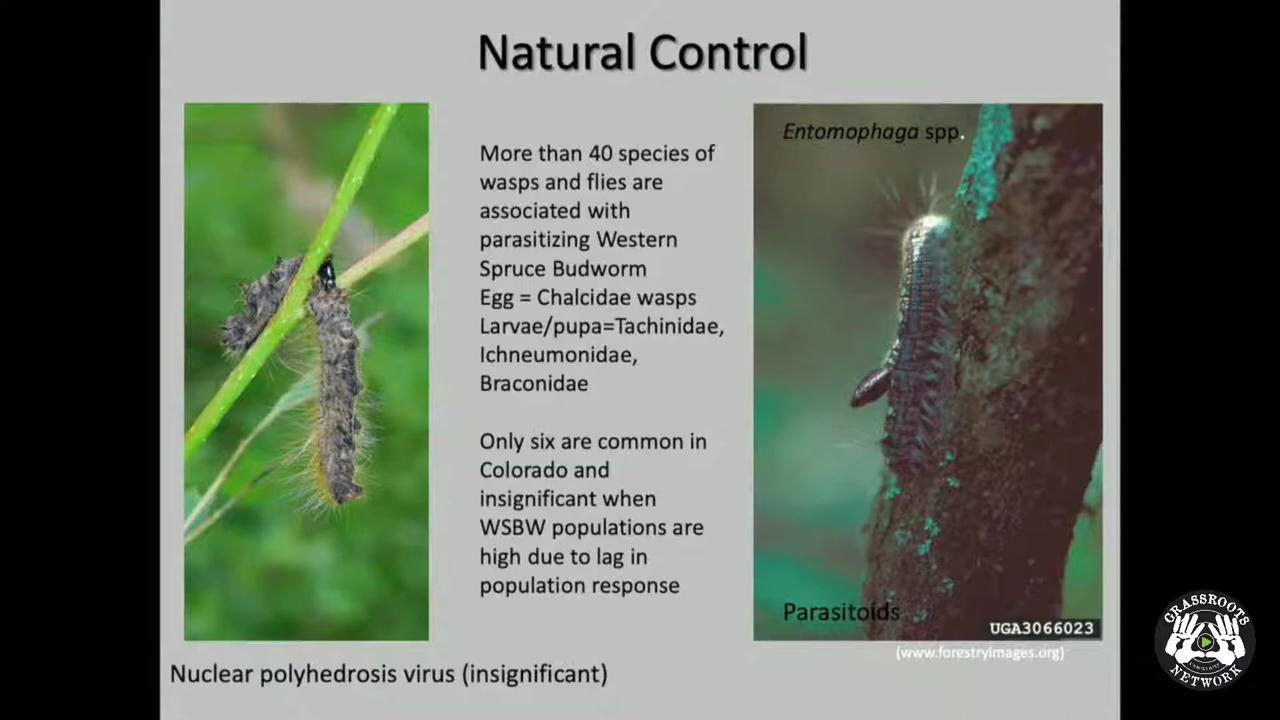 Natural Control
More than 40 species of
wasps and flies are
associated with
parasitizing Western
Spruce Budworm
Egg = Chalcidae wasps
Larvae/pupa=Tachinidae,
Ichneumonidae,
Braconidae
Only six are common in
Colorado and
insignificant when
WSBW populations are
high due to lag in
population response
Entomophaga spp.
Parasitoids
UGA3066023
(www.forestryimages.org)
Nuclear polyhedrosis virus (insignificant)
GRASSROOTS
NETWORK